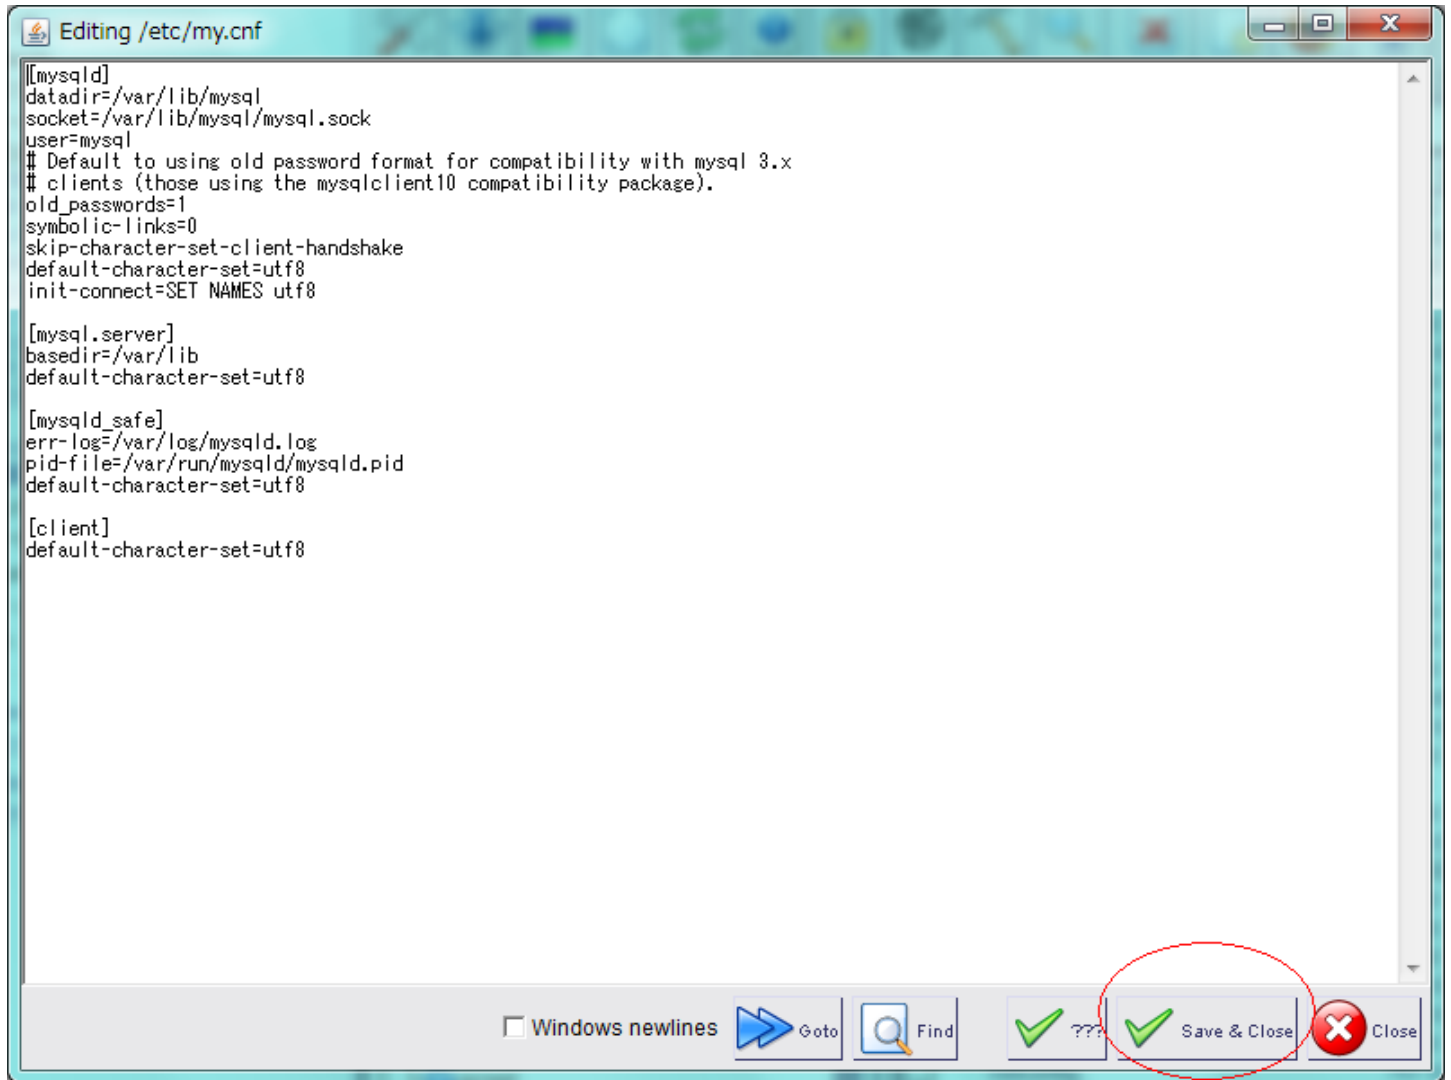 Editing /etc/my.cnf
[mysqld]
datadir=/var/lib/mysql
socket=/var/lib/mysql/mysql.sock
user=mysql
# Default to using old password format for compatibility with mysql 3.x
# clients (those using the mysqlclient10 compatibility package).
old_passwords=1
symbolic-links=0
skip-character-set-client-handshake
default-character-set=utf8
init-connect=SET NAMES utf8
[mysql.server]
basedir=/var/lib
default-character-set=utf8
[mysqld_safe]
err-log=/var/log/mysqld.log
pid-file=/var/run/mysqld/mysqld.pid
default-character-set=utf8
[client]
default-character-set=utf8
Windows newlines Goto Find ??? Save & Close Close